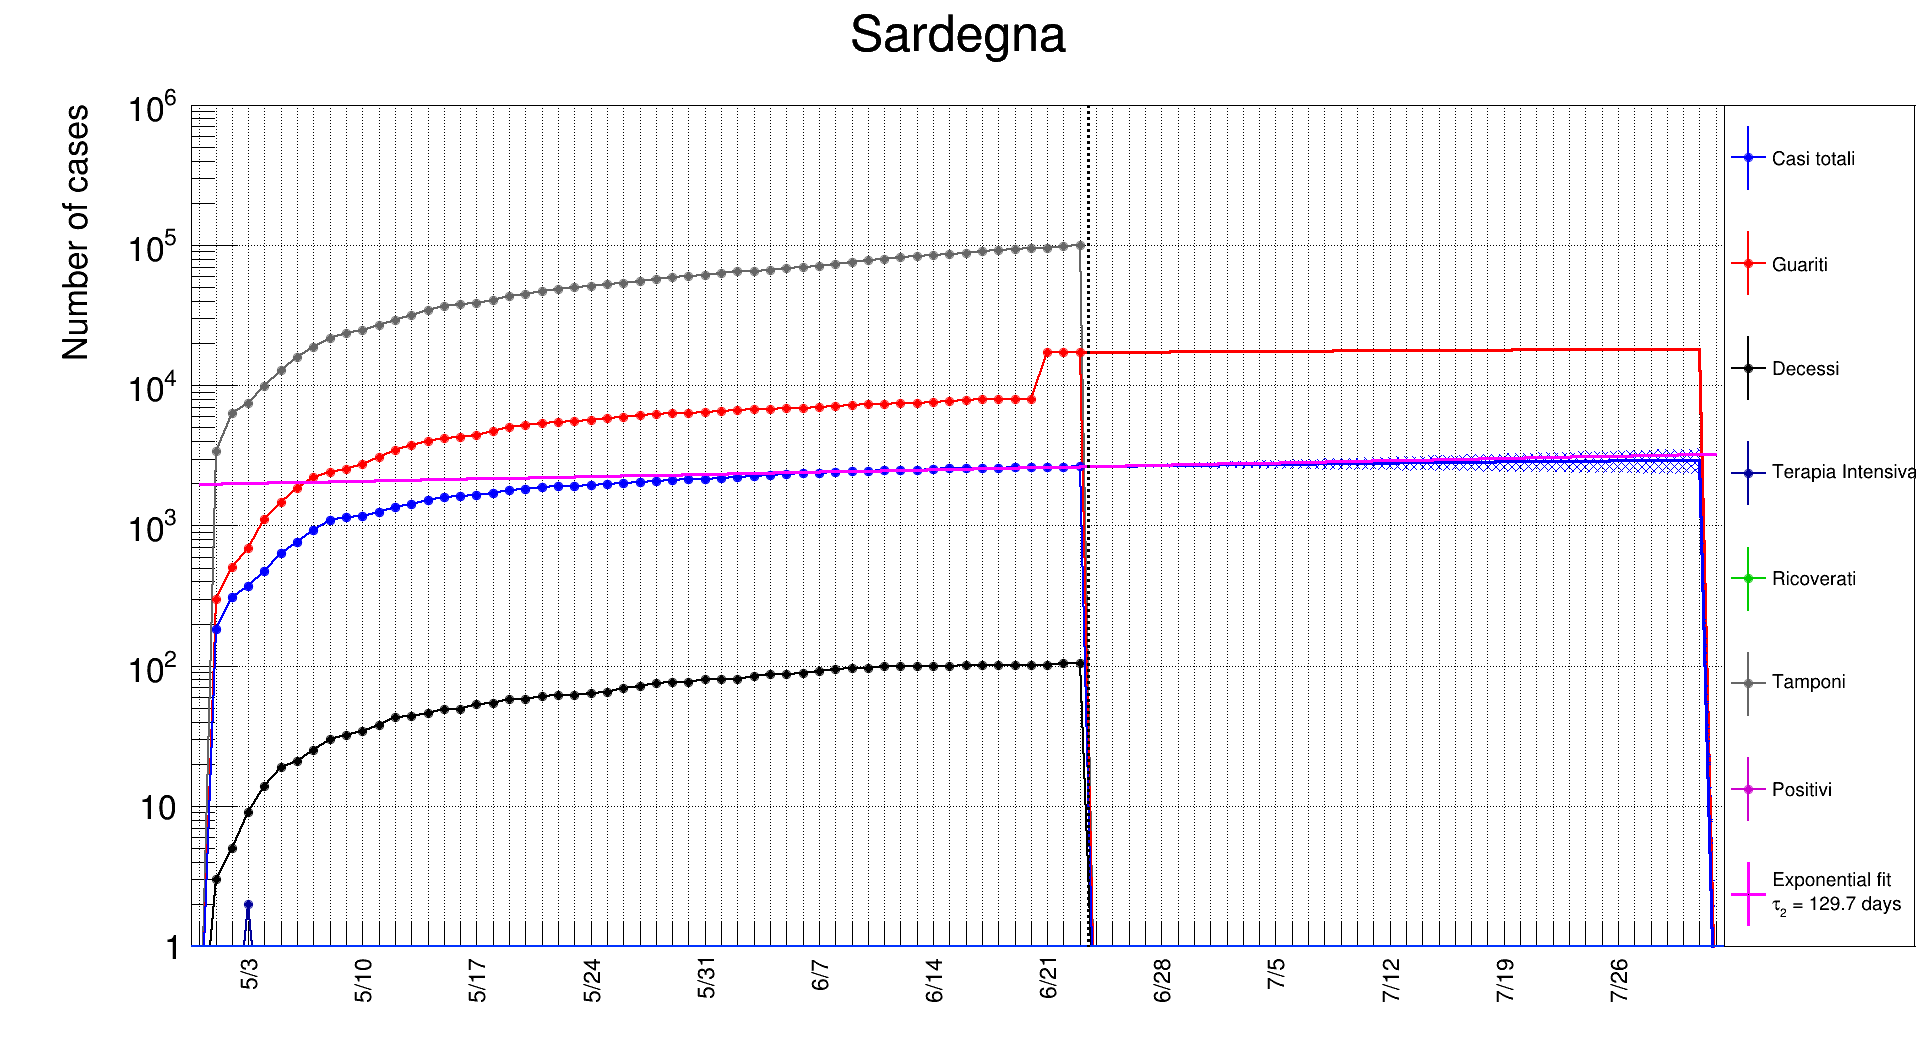 Sardegna
Number of cases
10^6
10^5
10^4
10^3
10^2
10
1
5/3
5/10
5/17
5/24
5/31
6/7
6/14
6/21
6/28
7/5
7/12
7/19
7/26
Casi totali
Guariti
Decessi
Terapia Intensiva
Ricoverati
Tamponi
Positivi
Exponential fit
τ_2 = 129.7 days